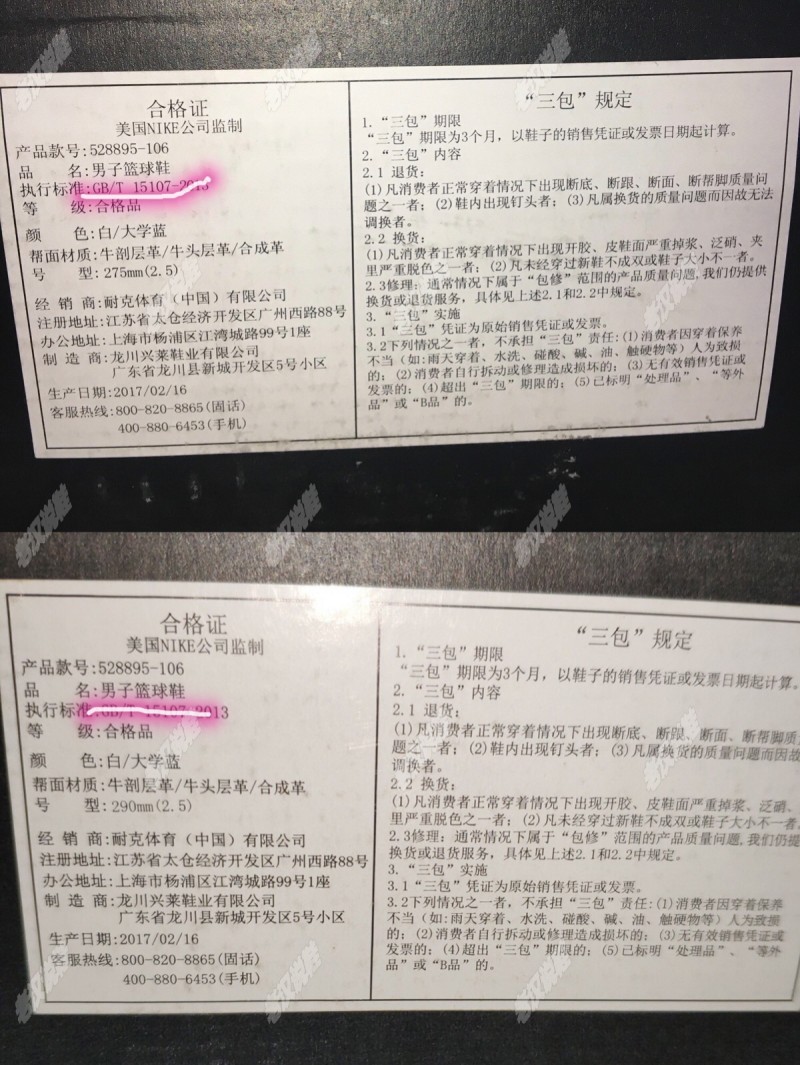 合格证
美国NIKE公司监制
产品款号:528895-106
品 名:男子篮球鞋
执行标准:GB/T 15107-2013
等 级:合格品
颜 色:白/大学蓝
帮面材质:牛剖层革/牛头层革/合成革
号 型:275mm(2.5)
经 销 商:耐克体育（中国）有限公司
注册地址:江苏省太仓经济开发区广州西路88号
办公地址:上海市杨浦区江湾城路99号1座
制 造 商:龙川兴莱鞋业有限公司
广东省龙川县新城开发区5号小区
生产日期:2017/02/16
客服热线:800-820-8865(固话)
400-880-6453(手机)
“三包”规定
1.“三包”期限
“三包”期限为3个月，以鞋子的销售凭证或发票日期起计算。
2.“三包”内容
2.1 退货:
(1)凡消费者正常穿着情况下出现断底、断跟、断面、断帮脚质量问
题之一者; (2)鞋内出现钉头者; (3)凡属换货的质量问题而因故无法
调换者。
2.2 换货:
(1)凡消费者正常穿着情况下出现开胶、皮鞋面严重掉浆、泛硝、夹
里严重脱色之一者; (2)凡未经穿过新鞋不成双或鞋子大小不一者。
2.3修理: 通常情况下属于“包修”范围的产品质量问题,我们仍提供
换货或退货服务，具体见上述2.1和2.2中规定。
3.“三包”实施
3.1“三包”凭证为原始销售凭证或发票。
3.2下列情况之一者，不承担“三包”责任:(1)消费者因穿着保养
不当(如:雨天穿着、水洗、碰酸、碱、油、触硬物等)人为致损
的; (2)消费者自行拆动或修理造成损坏的; (3)无有效销售凭证或
发票的; (4)超出“三包”期限的; (5)已标明“处理品”、“等外
品”或“B品”的。
合格证
美国NIKE公司监制
产品款号:528895-106
品 名:男子篮球鞋
执行标准:GB/T 15107-2013
等 级:合格品
颜 色:白/大学蓝
帮面材质:牛剖层革/牛头层革/合成革
号 型:290mm(2.5)
经 销 商:耐克体育（中国）有限公司
注册地址:江苏省太仓经济开发区广州西路88号
办公地址:上海市杨浦区江湾城路99号1座
制 造 商:龙川兴莱鞋业有限公司
广东省龙川县新城开发区5号小区
生产日期:2017/02/16
客服热线:800-820-8865(固话)
400-880-6453(手机)
“三包”规定
1.“三包”期限
“三包”期限为3个月，以鞋子的销售凭证或发票日期起计算。
2.“三包”内容
2.1 退货:
(1)凡消费者正常穿着情况下出现断底、断跟、断面、断帮脚质
题之一者; (2)鞋内出现钉头者; (3)凡属换货的质量问题而因故
调换者。
2.2 换货:
(1)凡消费者正常穿着情况下出现开胶、皮鞋面严重掉浆、泛硝、
里严重脱色之一者; (2)凡未经穿过新鞋不成双或鞋子大小不一者
2.3修理: 通常情况下属于“包修”范围的产品质量问题,我们仍提
换货或退货服务，具体见上述2.1和2.2中规定。
3.“三包”实施
3.1“三包”凭证为原始销售凭证或发票。
3.2下列情况之一者，不承担“三包”责任:(1)消费者因穿着保养
不当(如:雨天穿着、水洗、碰酸、碱、油、触硬物等)人为致损
的; (2)消费者自行拆动或修理造成损坏的; (3)无有效销售凭证或
发票的; (4)超出“三包”期限的; (5)已标明“处理品”、“等外
品”或“B品”的。